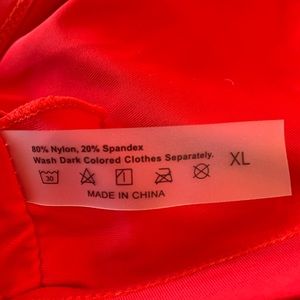 80% Nylon, 20% Spandex
Wash Dark Colored Clothes Separately.
30
XL
MADE IN CHINA